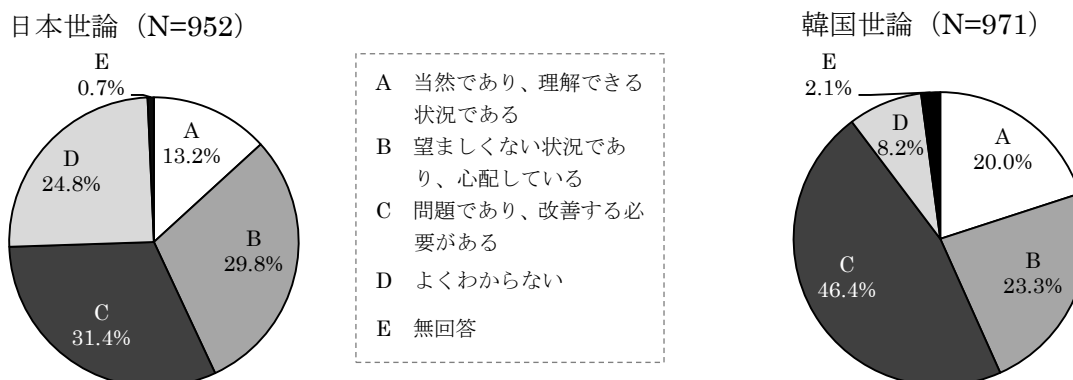 日本世論（N=952）
E
0.7%
A
13.2%
D
24.8%
B
29.8%
C
31.4%
A 当然であり、理解できる
状況である
B 望ましくない状況であ
り、心配している
C 問題であり、改善する必
要がある
D よくわからない
E 無回答
韓国世論（N=971）
E
2.1%
D
8.2%
A
20.0%
C
46.4%
B
23.3%